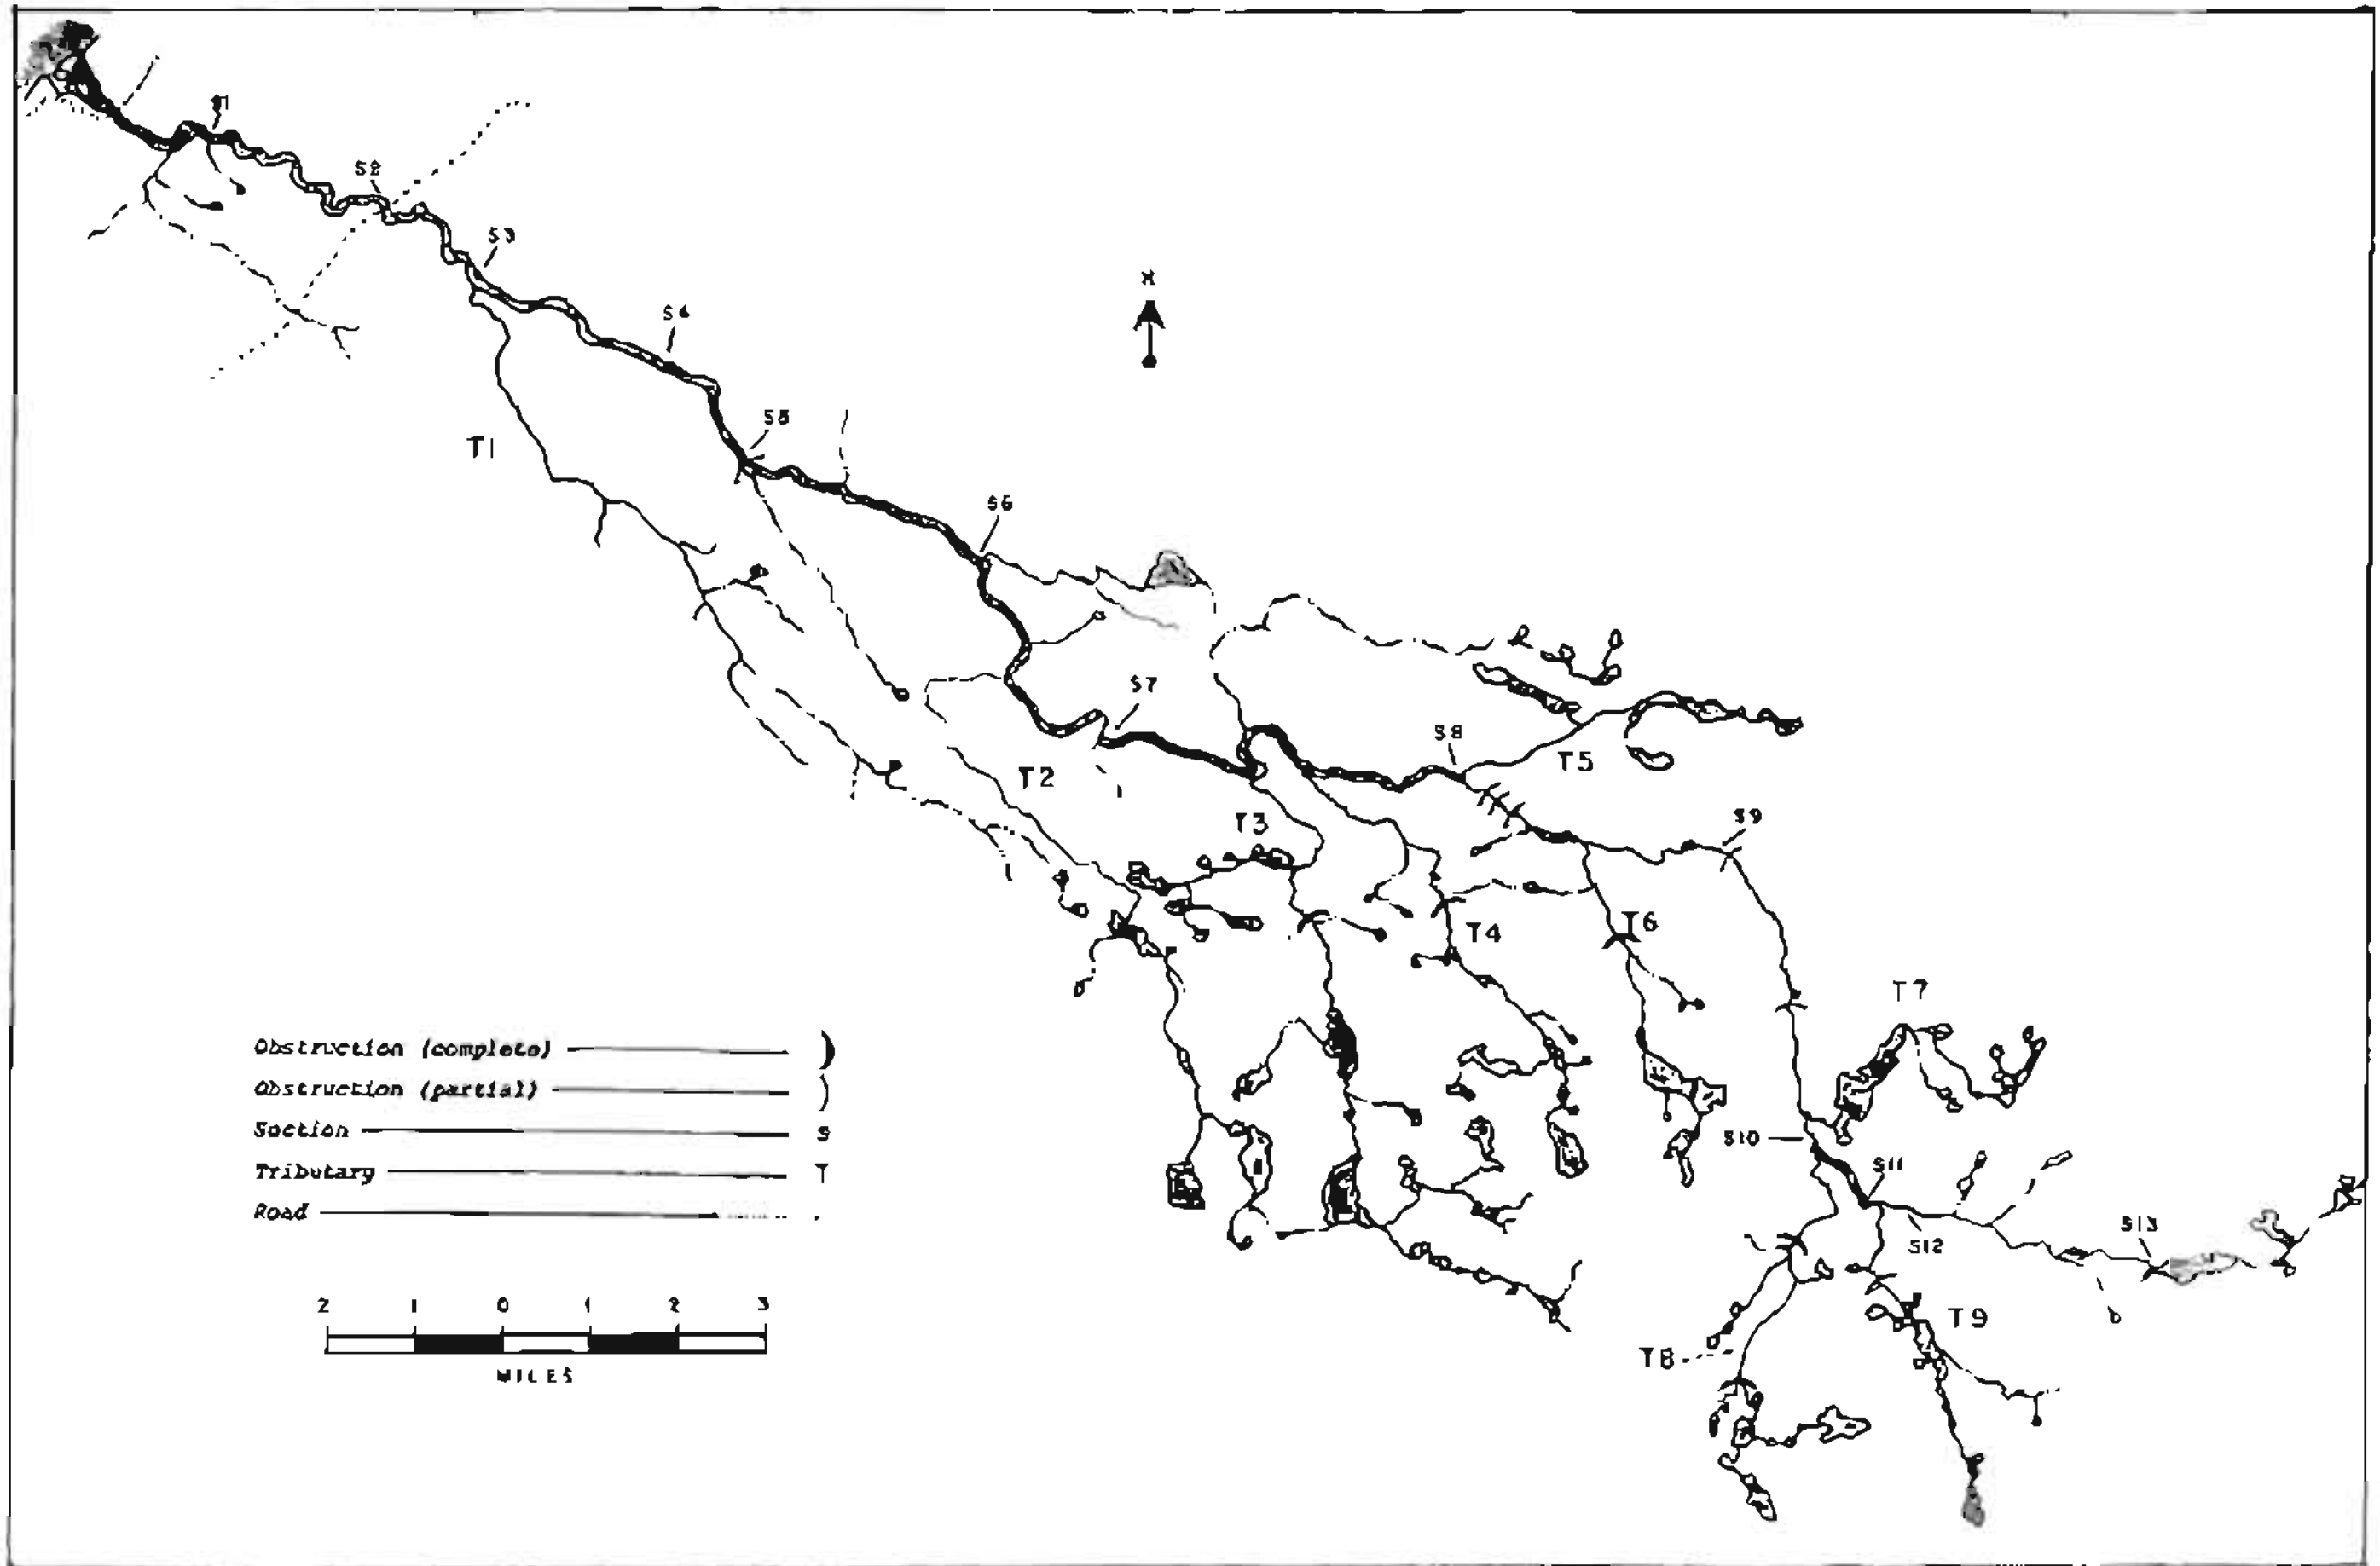 S2
S3
N
S4
S5
T1
S6
S7
S8
T5
T2
S9
T3
T6
T4
T7
Obstruction (complete) )
Obstruction (partial) )
Section S
Tributary T
Road
S10
S11
S13
S12
2 1 0 1 2 3
MILES
T9
T8